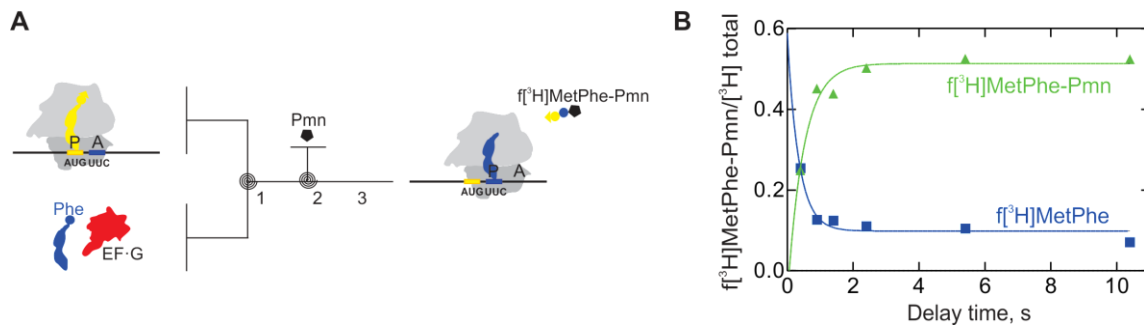 A
P A
AUG UUC
Phe
EF·G
1
Pmn
2
3
f[³H]MetPhe-Pmn
P A
AUG UUC
B
f[³H]MetPhe-Pmn/[³H] total
0.6
0.4
0.2
0.0
f[³H]MetPhe-Pmn
f[³H]MetPhe
0 2 4 6 8 10
Delay time, s